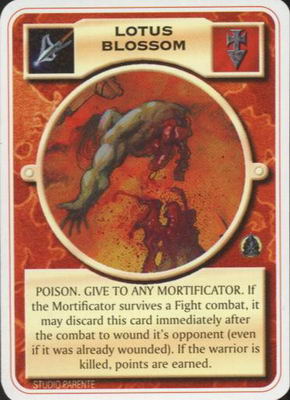 LOTUS
BLOSSOM
POISON. GIVE TO ANY MORTIFICATOR. If
the Mortificator survives a Fight combat, it
may discard this card immediately after
the combat to wound it's opponent (even
if it was already wounded). If the warrior is
killed, points are earned.
STUDIO PARENTE